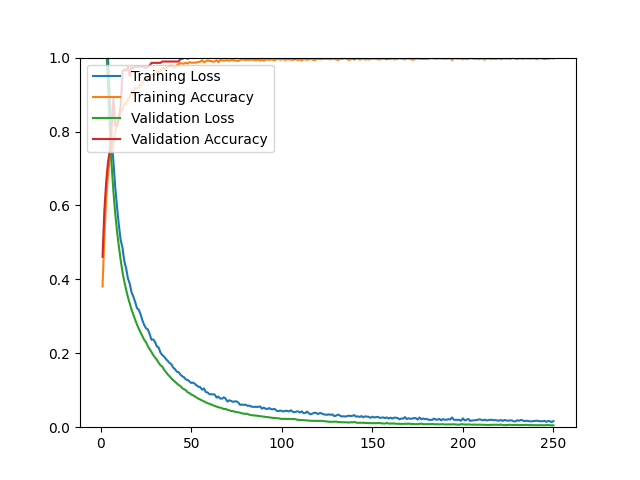 1.0
0.8
0.6
0.4
0.2
0.0
Training Loss
Training Accuracy
Validation Loss
Validation Accuracy
0 50 100 150 200 250